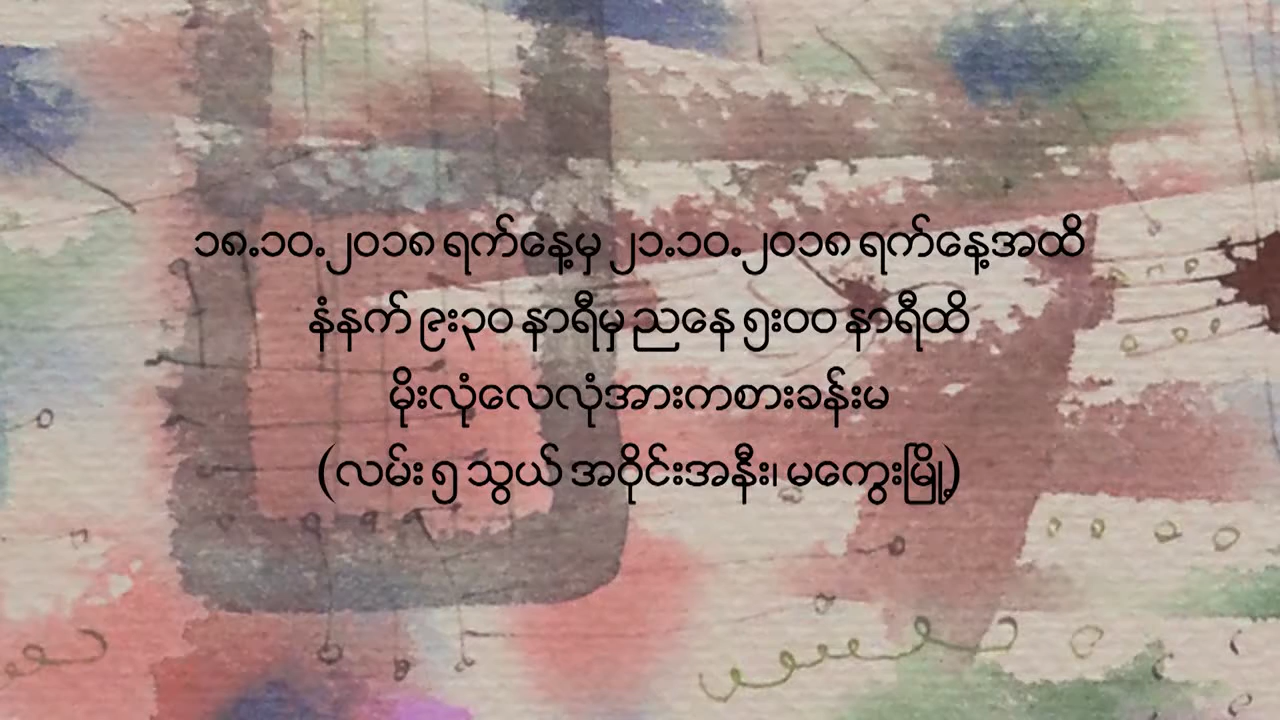 ၁၈.၁၀.၂၀၁၈ ရက်နေ့မှ ၂၁.၁၀.၂၀၁၈ ရက်နေ့အထိ
နံနက် ၉း၃၀ နာရီမှ ညနေ ၅း၀၀ နာရီထိ
မိုးလုံလေလုံအားကစားခန်းမ
(လမ်း ၅ သွယ် အဝိုင်းအနီး၊ မကွေးမြို့)